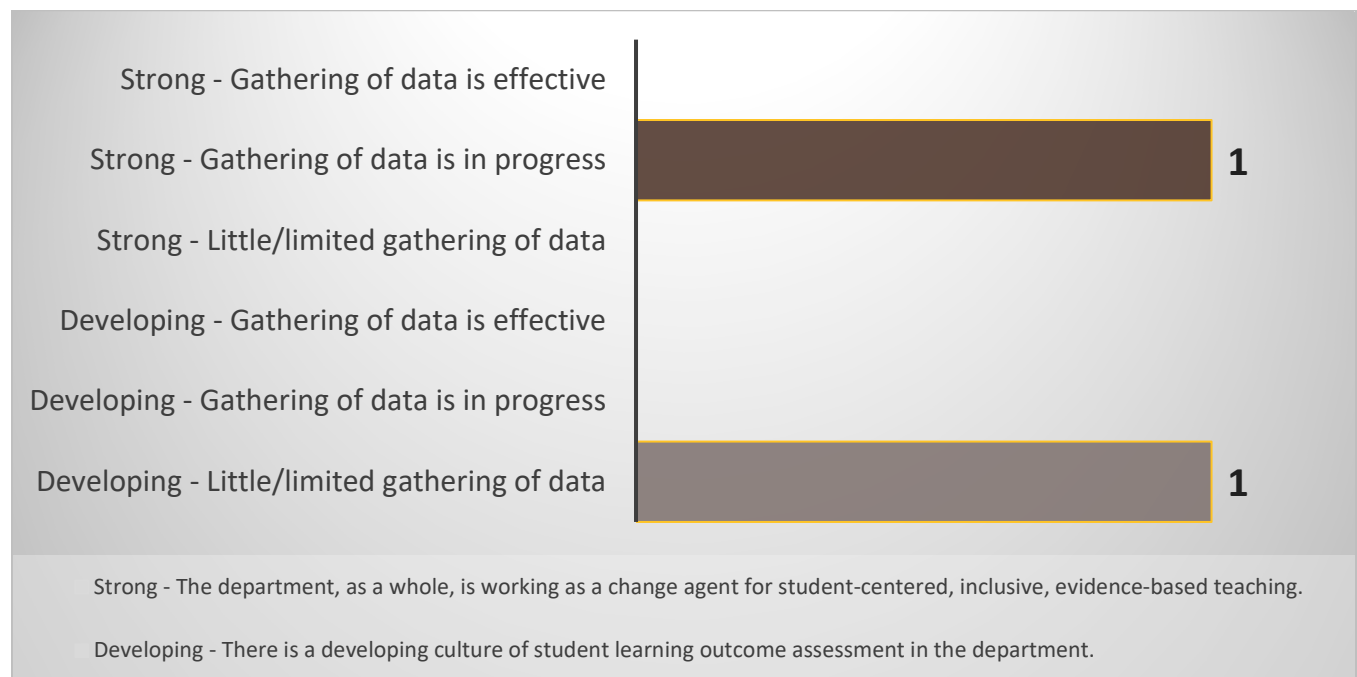 Strong - Gathering of data is effective
Strong - Gathering of data is in progress
1
Strong - Little/limited gathering of data
Developing - Gathering of data is effective
Developing - Gathering of data is in progress
Developing - Little/limited gathering of data
1
Strong - The department, as a whole, is working as a change agent for student-centered, inclusive, evidence-based teaching.
Developing - There is a developing culture of student learning outcome assessment in the department.